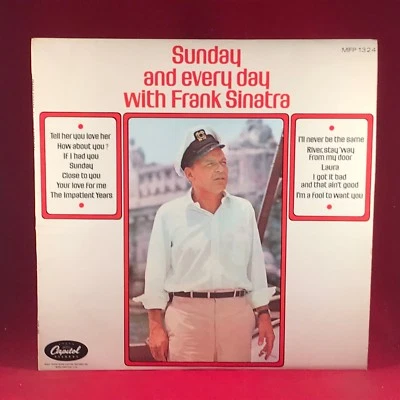 MFP 1324
Sunday
and every day
with Frank Sinatra
Tell her you love her
How about you?
If I had you
Sunday
Close to you
Your love for me
The Impatient Years
I'll never be the same
River, stay 'way
from my door
Laura
I got it bad
and that ain't good
I'm a Fool to want you
Capitol